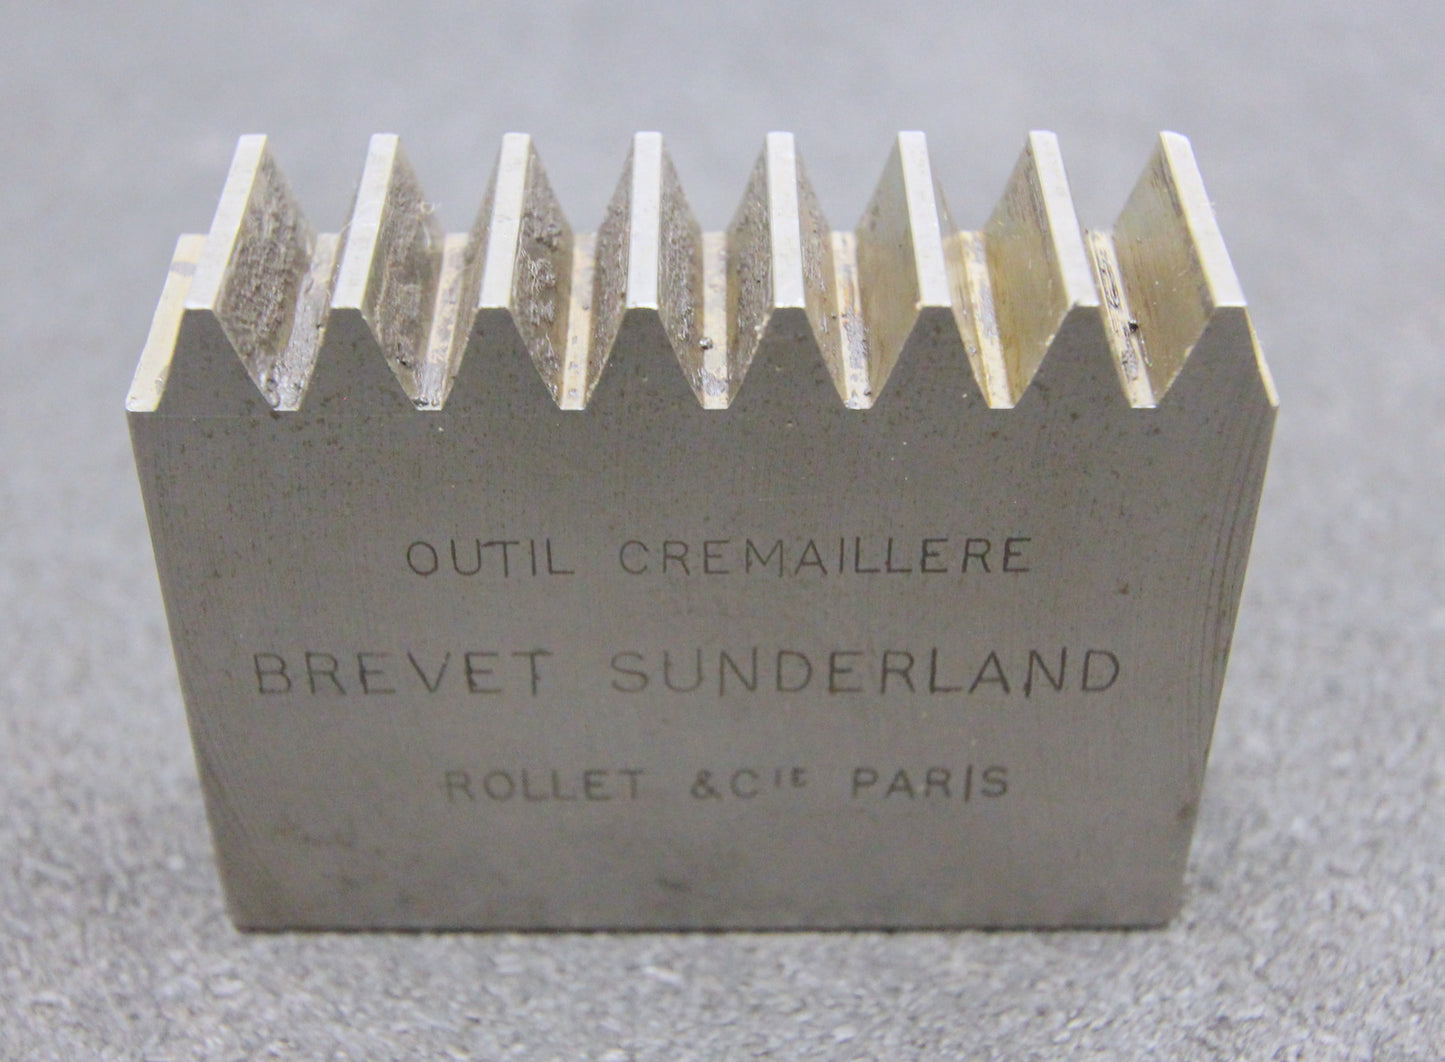 OUTIL CREMAILLERE
BREVET SUNDERLAND
ROLLET & CIE PARIS